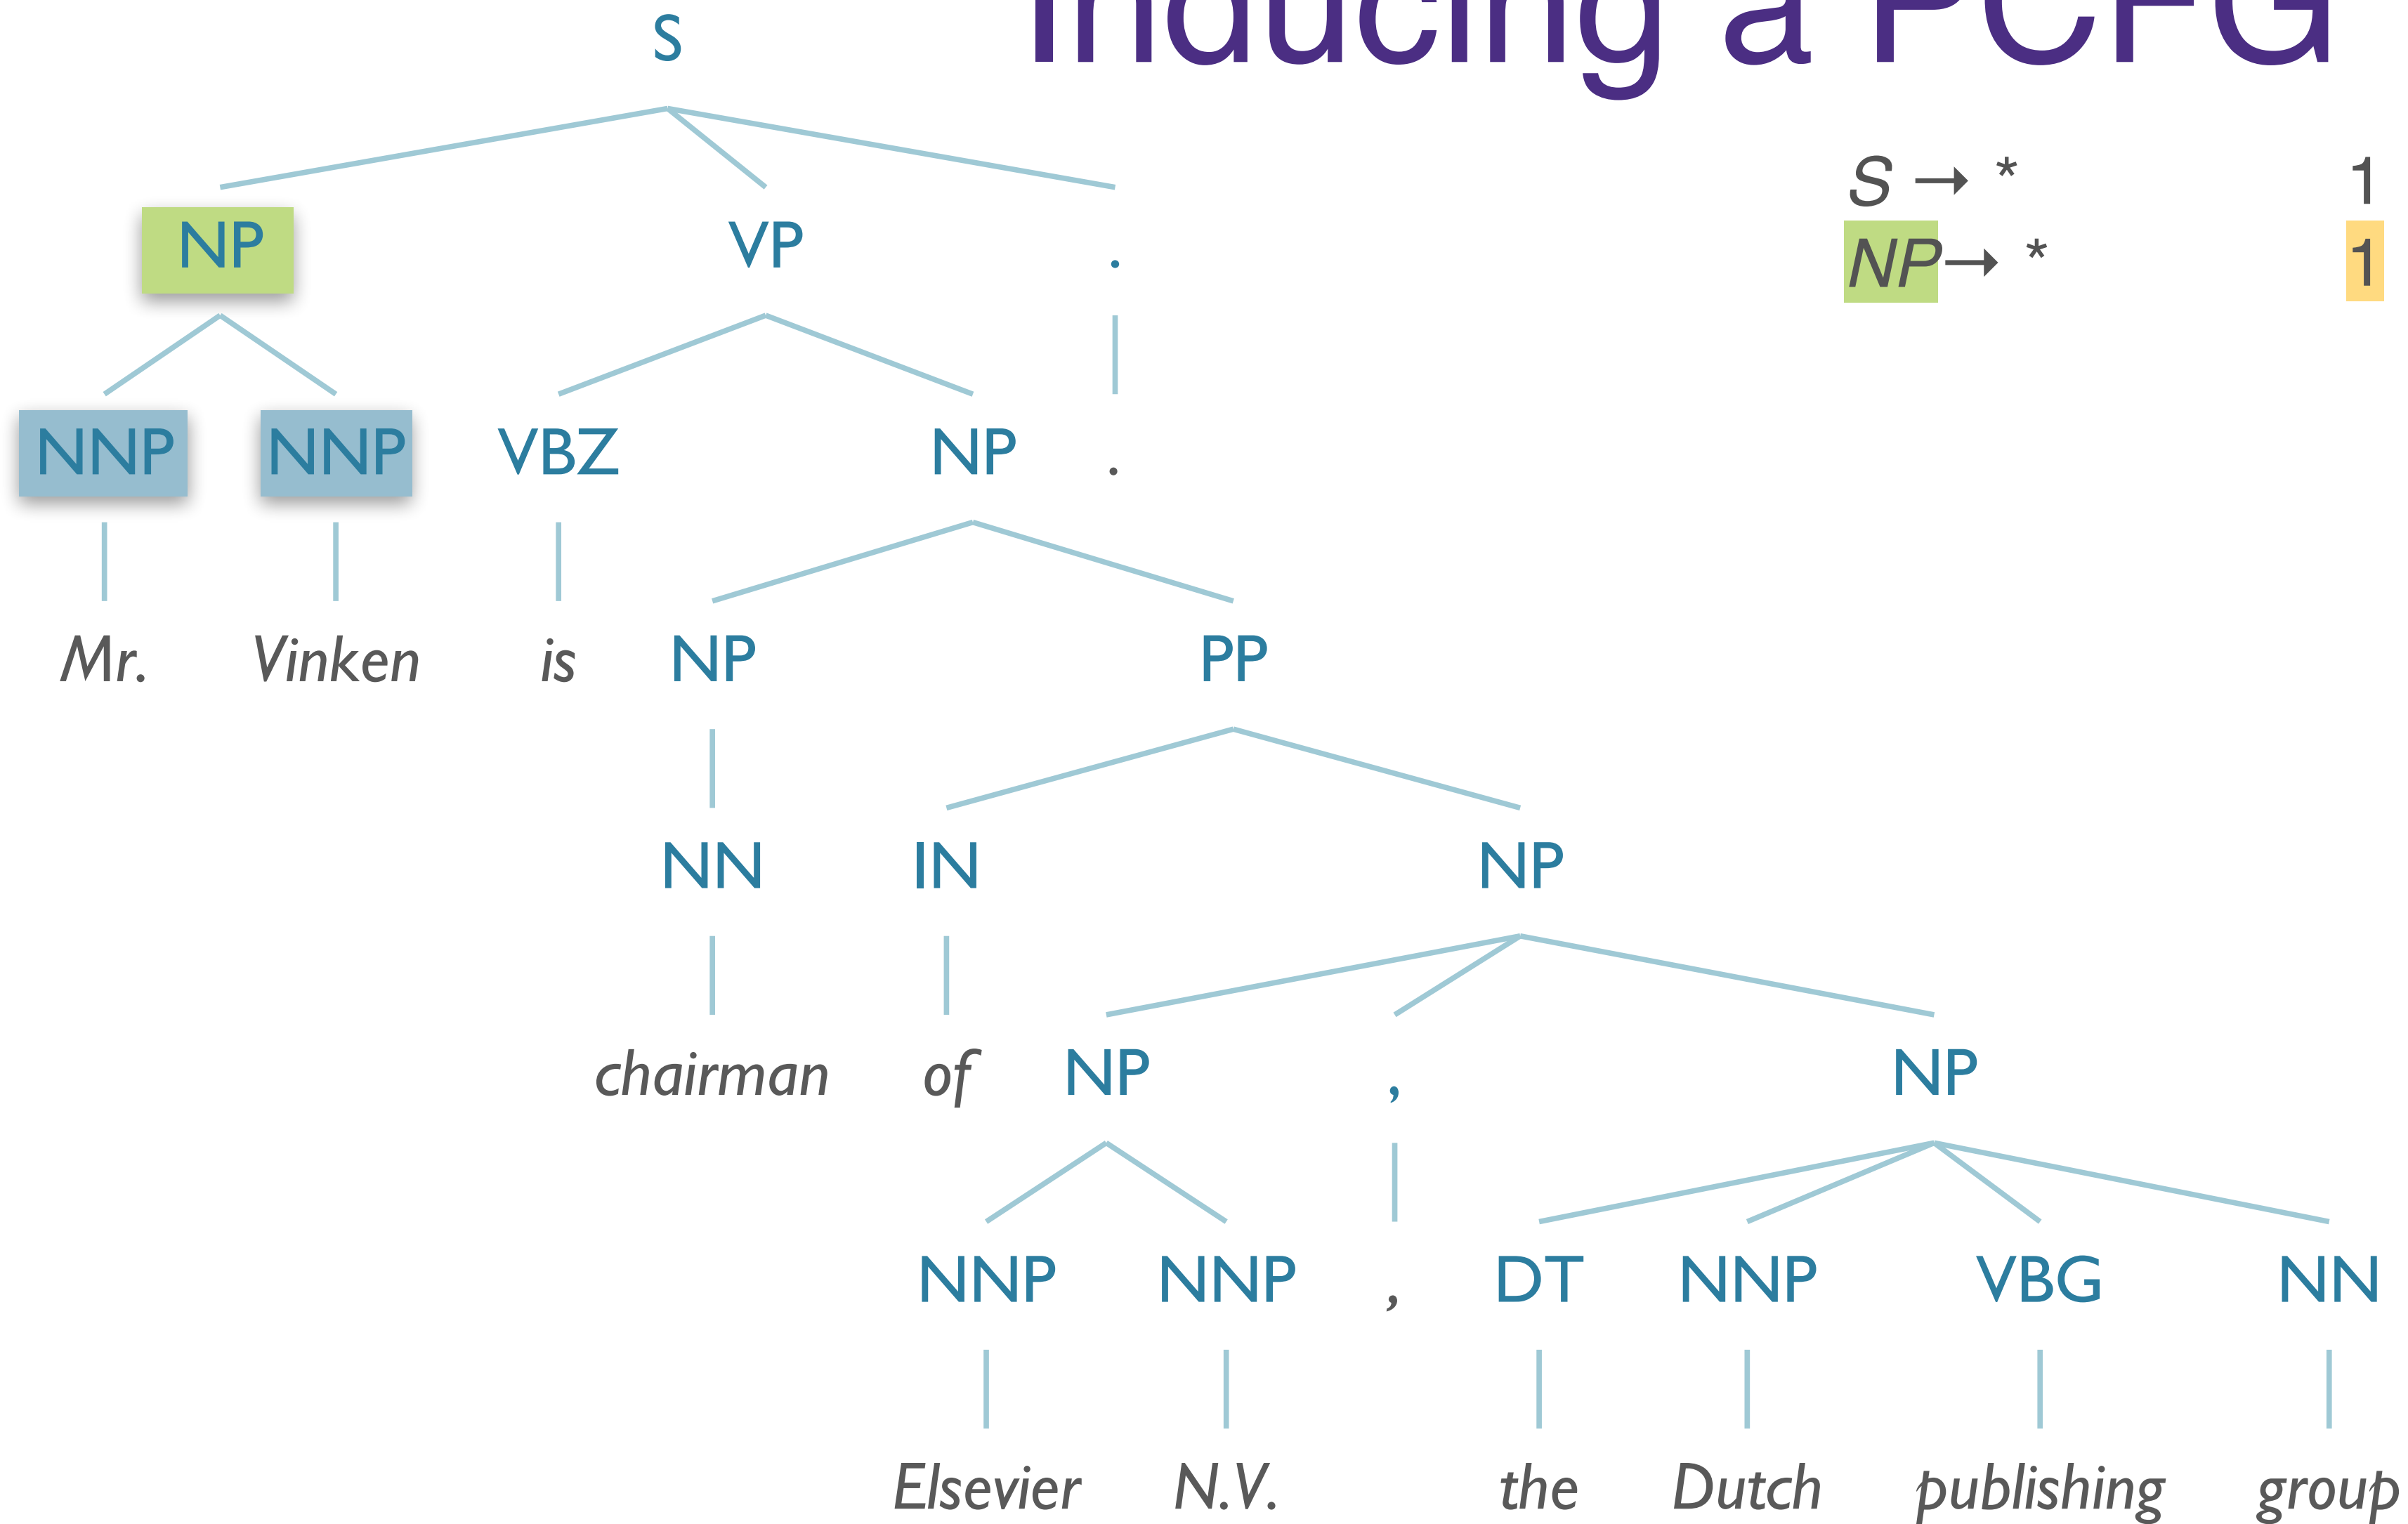 Inducing a PCFG
S
S → * 1
NP VP .
NP → * 1
NNP NNP VBZ NP .
Mr. Vinken is NP PP
NN IN NP
chairman of NP , NP
NNP NNP , DT NNP VBG NN
Elsevier N.V. the Dutch publishing group